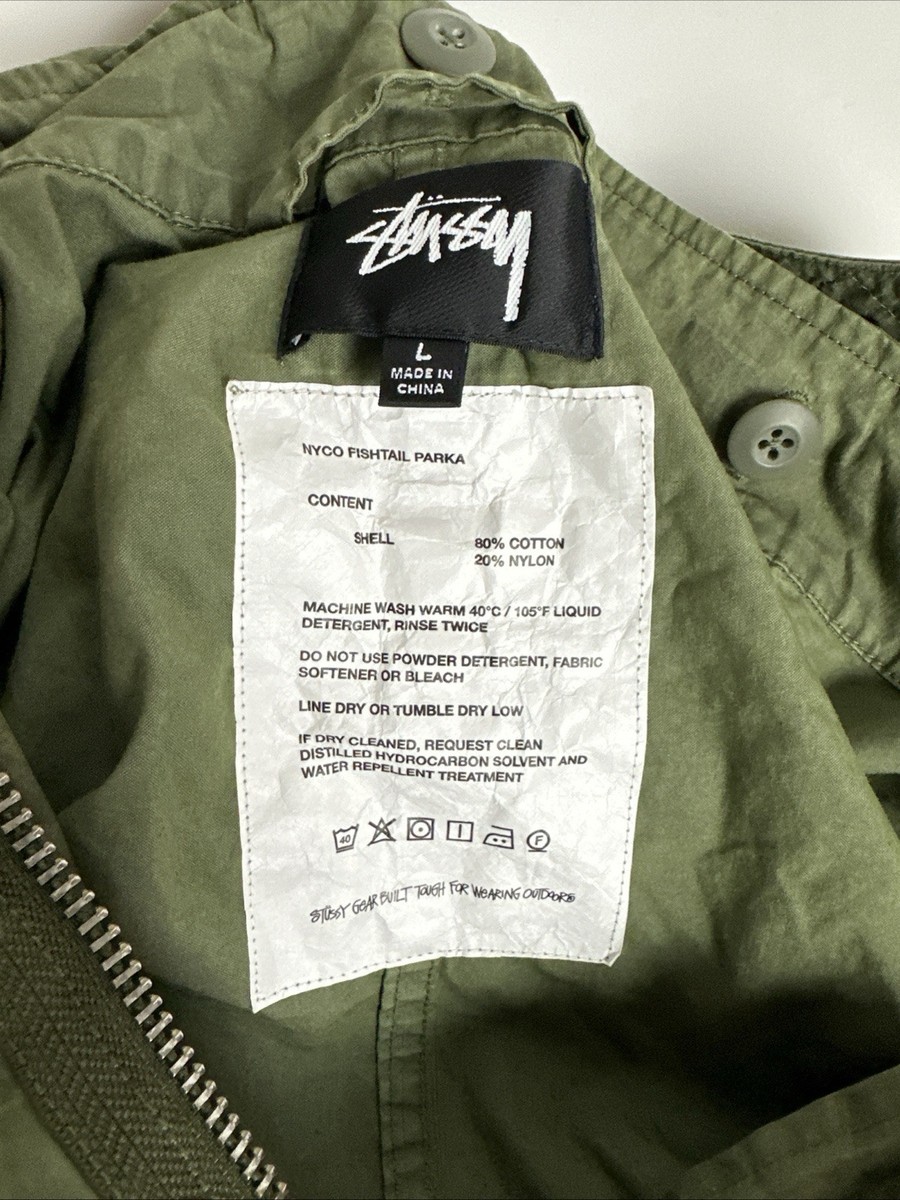 STÜSSY
L
MADE IN
CHINA
NYCO FISHTAIL PARKA
CONTENT
SHELL 80% COTTON
20% NYLON
MACHINE WASH WARM 40°C / 105°F LIQUID
DETERGENT, RINSE TWICE
DO NOT USE POWDER DETERGENT, FABRIC
SOFTENER OR BLEACH
LINE DRY OR TUMBLE DRY LOW
IF DRY CLEANED, REQUEST CLEAN
DISTILLED HYDROCARBON SOLVENT AND
WATER REPELLENT TREATMENT
40 F
STÜSSY GEAR BUILT TOUGH FOR WEARING OUTDOORS